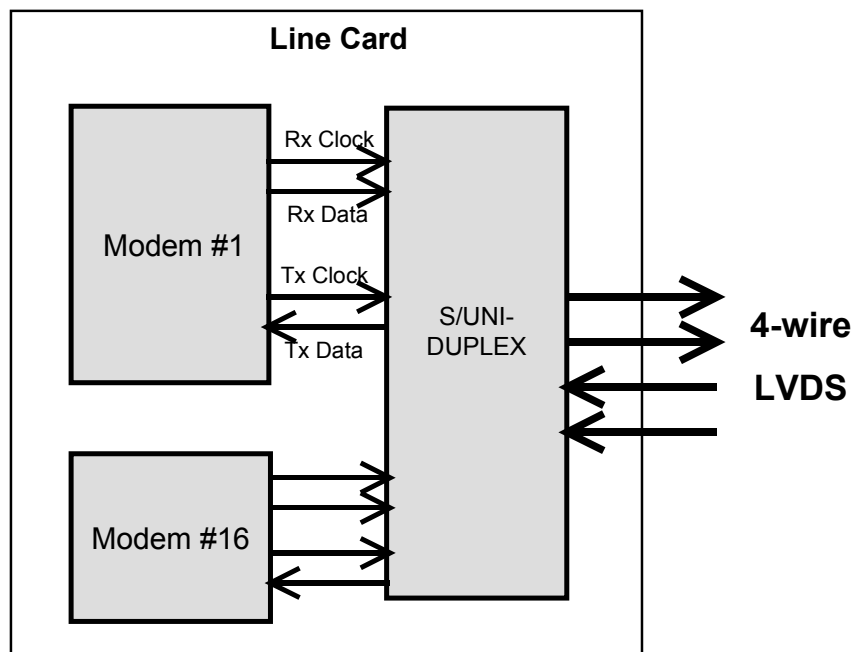 Line Card
Rx Clock
Rx Data
Modem #1
Tx Clock
Tx Data
S/UNI-
DUPLEX
4-wire
LVDS
Modem #16